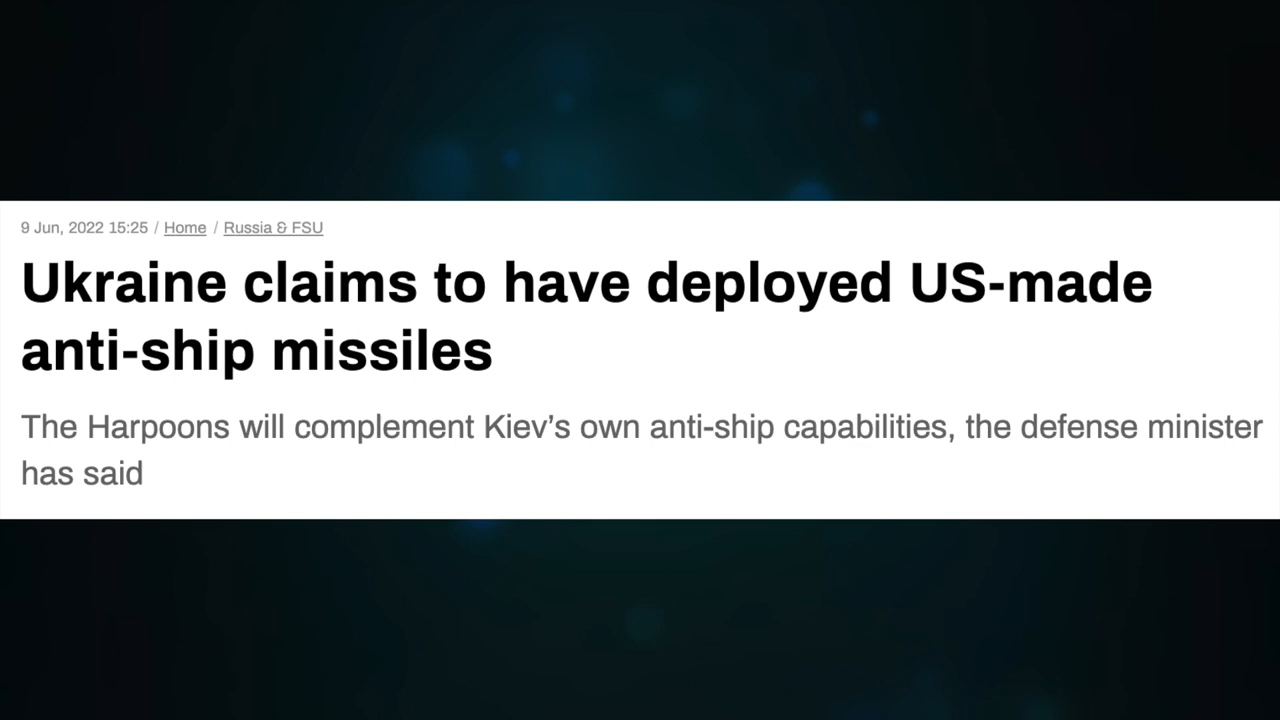 9 Jun, 2022 15:25 / Home / Russia & FSU
Ukraine claims to have deployed US-made
anti-ship missiles
The Harpoons will complement Kiev’s own anti-ship capabilities, the defense minister
has said